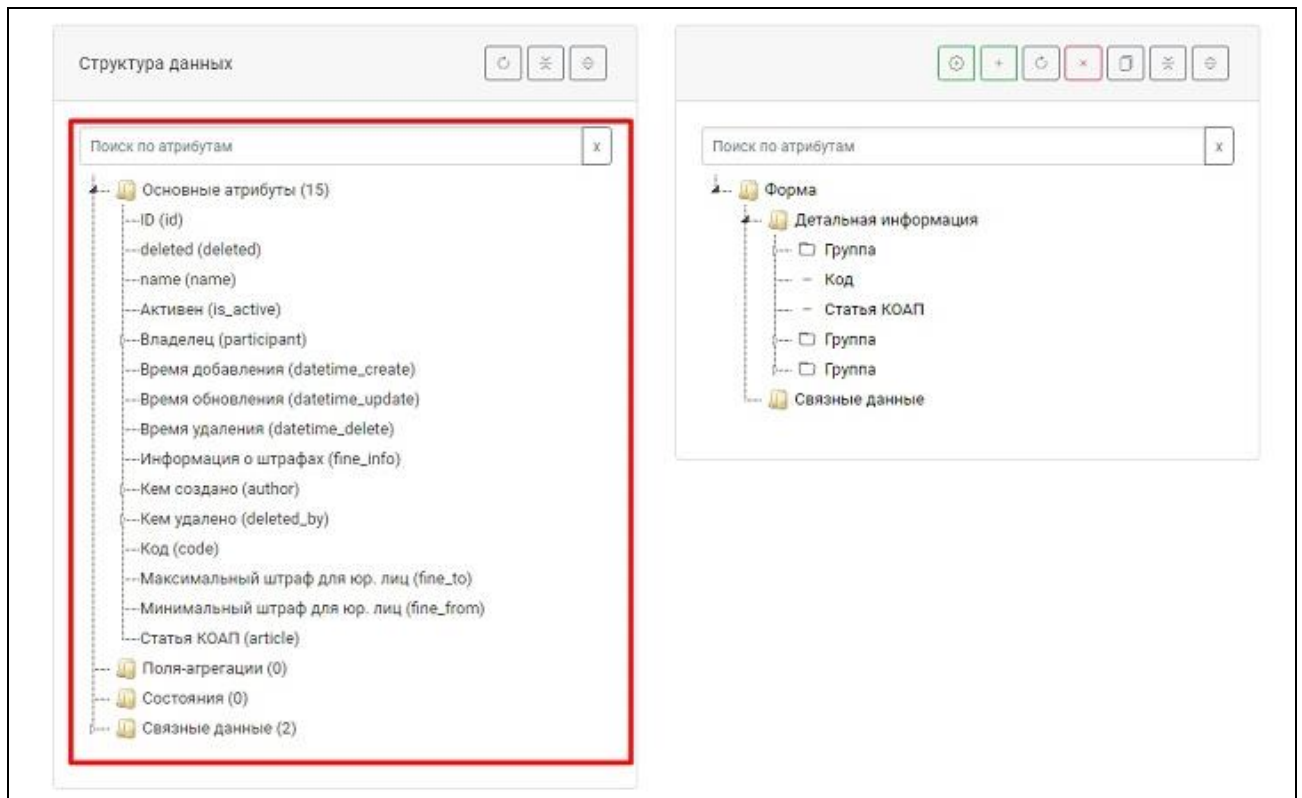 Структура данных
Поиск по атрибутам
x
Основные атрибуты (15)
ID (id)
deleted (deleted)
name (name)
Активен (is_active)
Владелец (participant)
Время добавления (datetime_create)
Время обновления (datetime_update)
Время удаления (datetime_delete)
Информация о штрафах (fine_info)
Кем создано (author)
Кем удалено (deleted_by)
Код (code)
Максимальный штраф для юр. лиц (fine_to)
Минимальный штраф для юр. лиц (fine_from)
Статья КОАП (article)
Поля-агрегации (0)
Состояния (0)
Связные данные (2)
Поиск по атрибутам
x
Форма
Детальная информация
Группа
Код
Статья КОАП
Группа
Группа
Связные данные